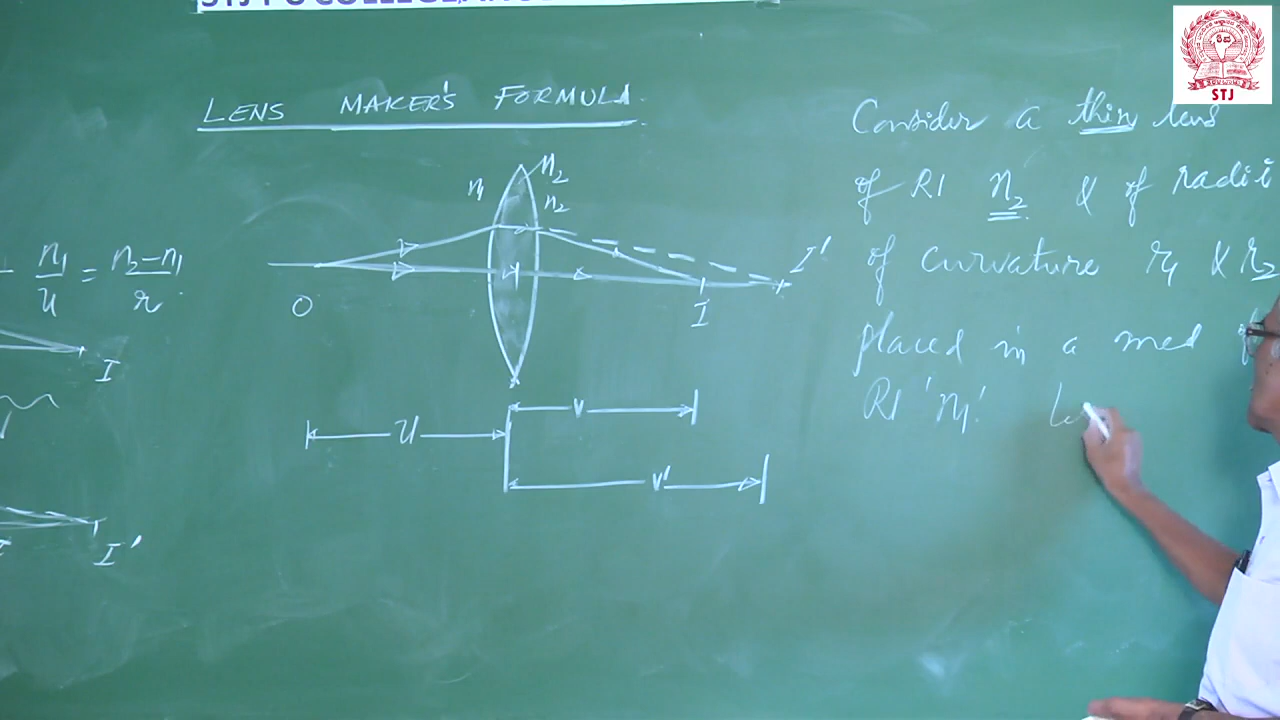 LENS MAKER'S FORMULA.
Consider a thin lens
of RI n₂ & of radii
of curvature r₁ & r₂
placed in a med
RI 'n₁'.
n₁
n₂
n₂
n₁/u = n₂-n₁/r.
O
I
I'
I
I'
u
v
v'
STJ